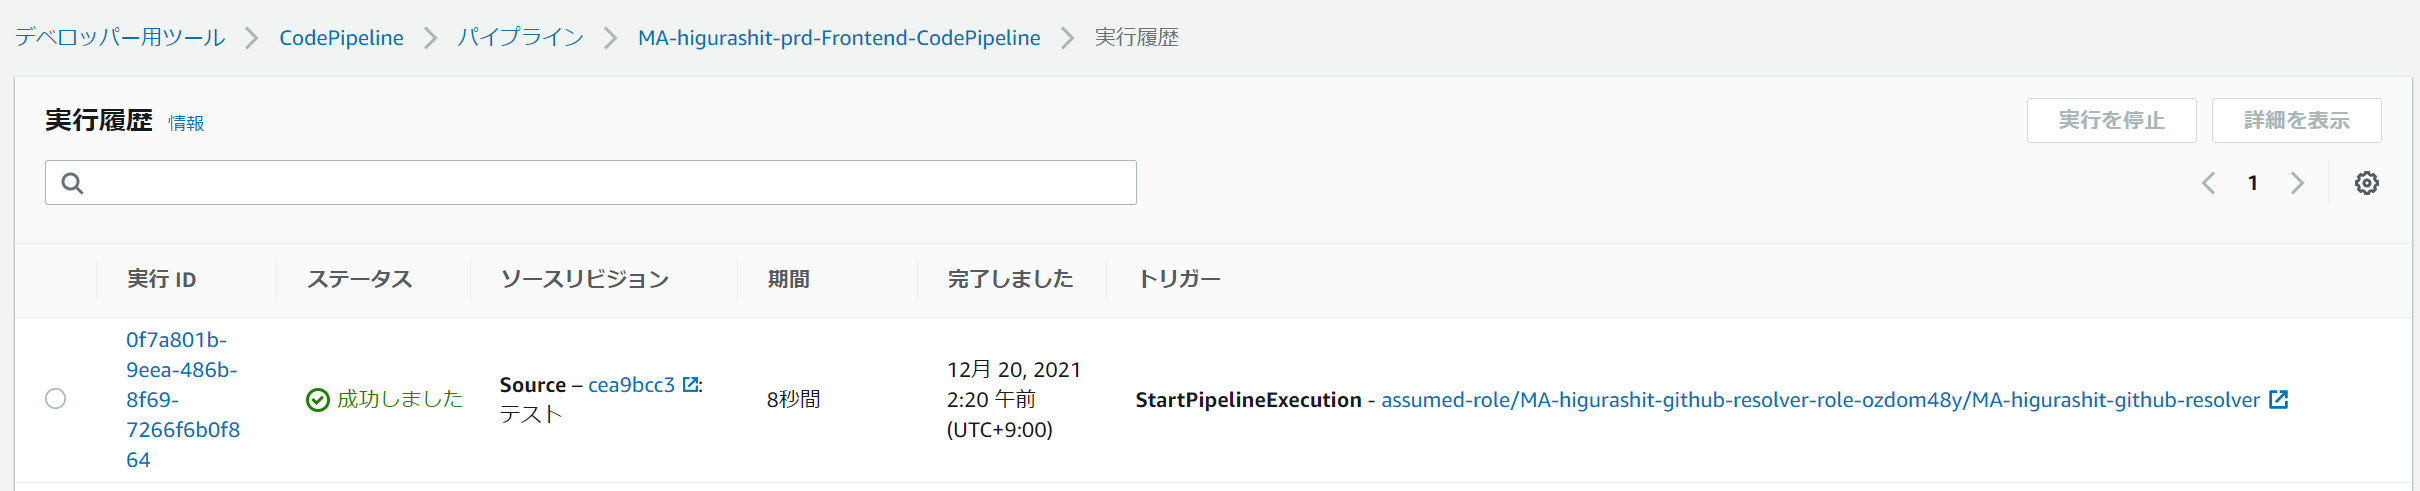 デベロッパー用ツール CodePipeline パイプライン MA-higurashit-prd-Frontend-CodePipeline 実行履歴
実行履歴 情報
実行を停止 詳細を表示
1
実行 ID ステータス ソースリビジョン 期間 完了しました トリガー
0f7a801b-
9eea-486b-
8f69-
7266f6b0f8
64
成功しました
Source – cea9bcc3 :
テスト
8秒間
12月 20, 2021
2:20 午前
(UTC+9:00)
StartPipelineExecution - assumed-role/MA-higurashit-github-resolver-role-ozdom48y/MA-higurashit-github-resolver